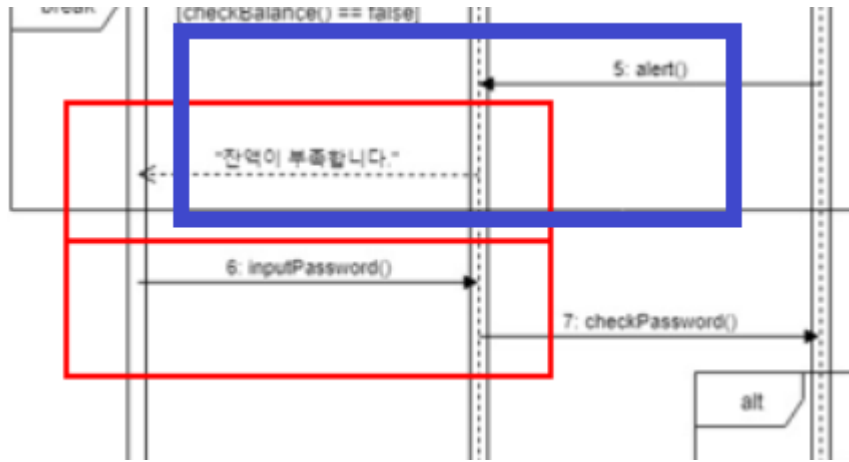 break
[checkBalance() == false]
5: alert()
"잔액이 부족합니다."
6: inputPassword()
7: checkPassword()
alt